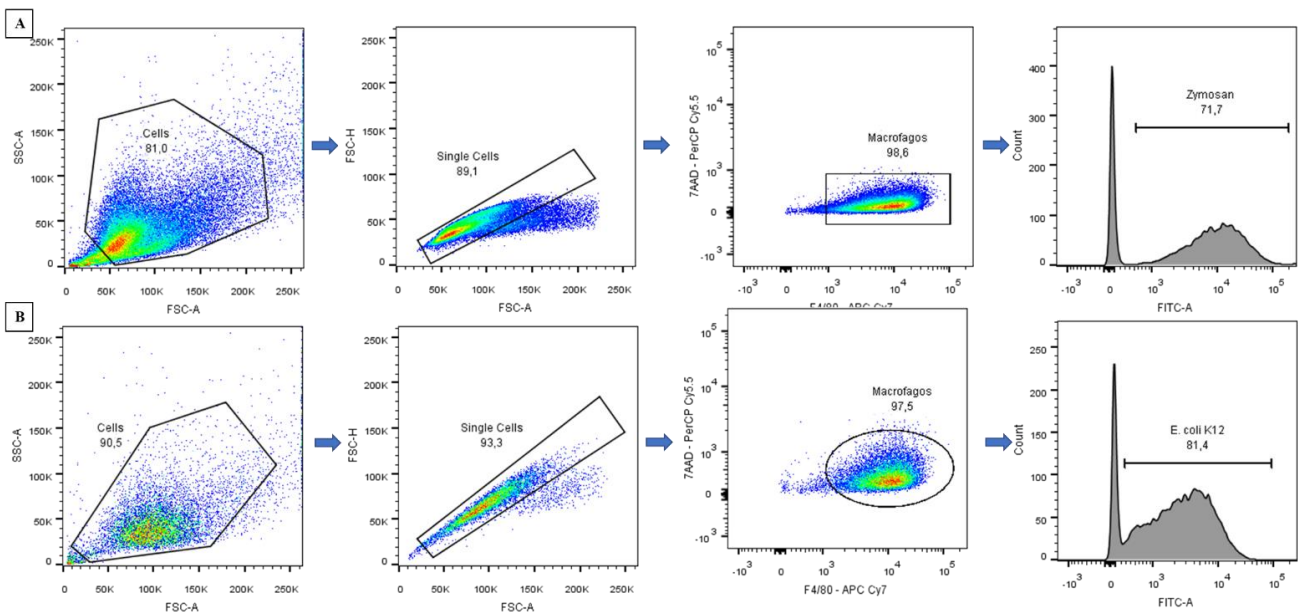 A
250K
200K
150K
100K
50K
0
SSC-A
Cells
81,0
0 50K 100K 150K 200K 250K
FSC-A
250K
200K
150K
100K
50K
0
FSC-H
Single Cells
89,1
0 50K 100K 150K 200K 250K
FSC-A
10^5
10^4
10^3
0
-10^3
7AAD - PerCP Cy5.5
Macrofagos
98,6
-10^3 0 10^3 10^4 10^5
F4/80 - APC Cy7
400
300
200
100
0
Count
Zymosan
71,7
-10^3 0 10^3 10^4 10^5
FITC-A
B
250K
200K
150K
100K
50K
0
SSC-A
Cells
90,5
0 50K 100K 150K 200K 250K
FSC-A
250K
200K
150K
100K
50K
0
FSC-H
Single Cells
93,3
0 50K 100K 150K 200K 250K
FSC-A
10^5
10^4
10^3
0
-10^3
7AAD - PerCP Cy5.5
Macrofagos
97,5
-10^3 0 10^3 10^4 10^5
F4/80 - APC Cy7
250
200
150
100
50
0
Count
E. coli K12
81,4
-10^3 0 10^3 10^4 10^5
FITC-A